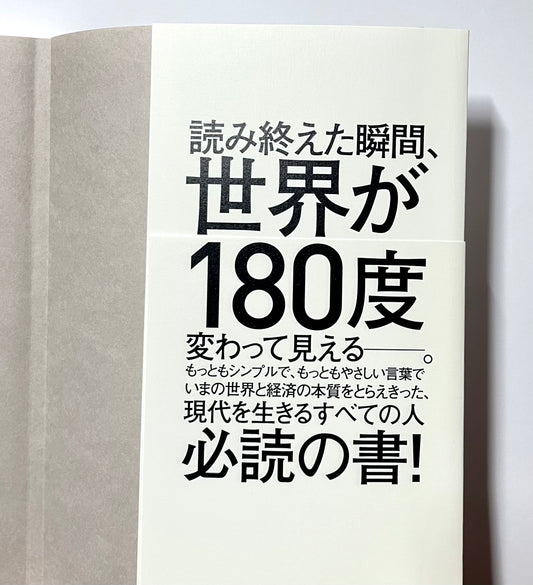 読み終えた瞬間、
世界が
180度
変わって見える――。
もっともシンプルで、もっともやさしい言葉で
いまの世界と経済の本質をとらえきった、
現代を生きるすべての人
必読の書!